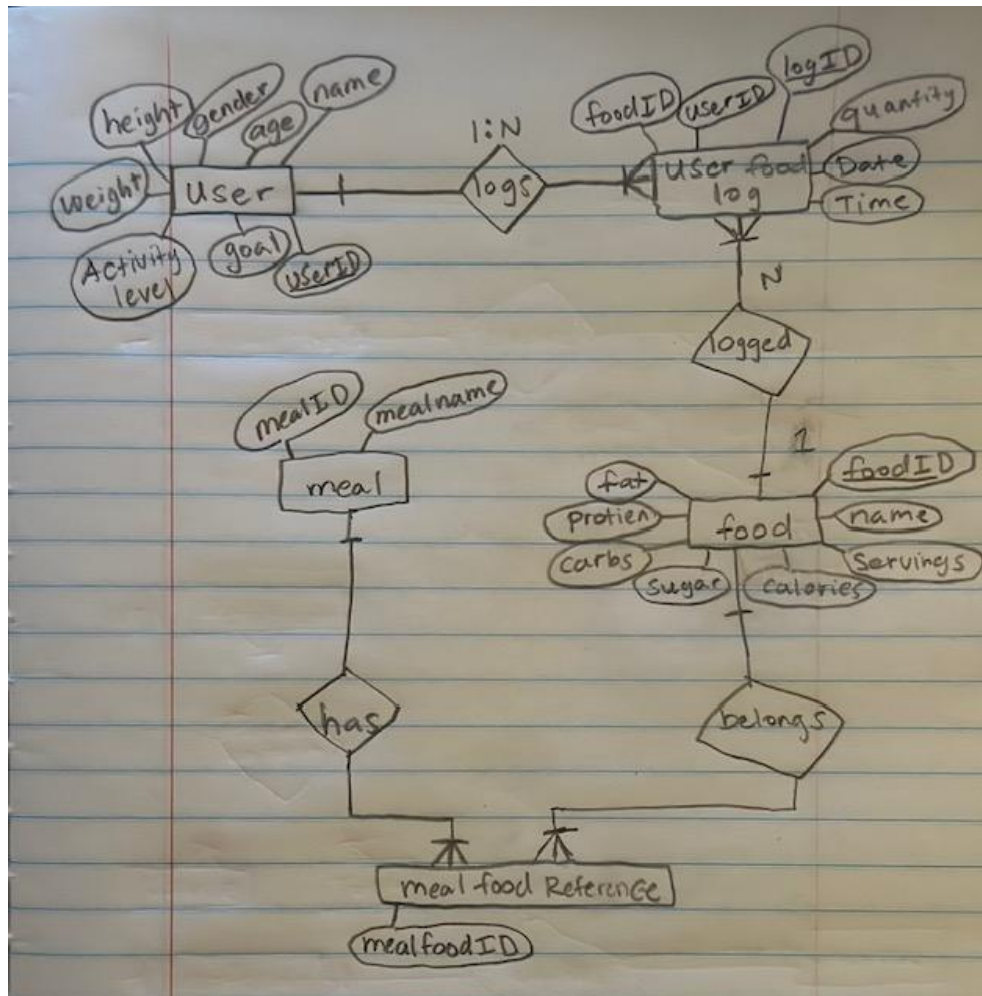 height
gender
age
name
weight
User
Activity
level
goal
userID
1:N
logs
foodID
userID
logID
quantity
User food
log
Date
Time
N
logged
1
mealID
mealname
meal
fat
foodID
protien
food
name
carbs
sugar
calories
servings
has
belongs
meal food Reference
mealfoodID